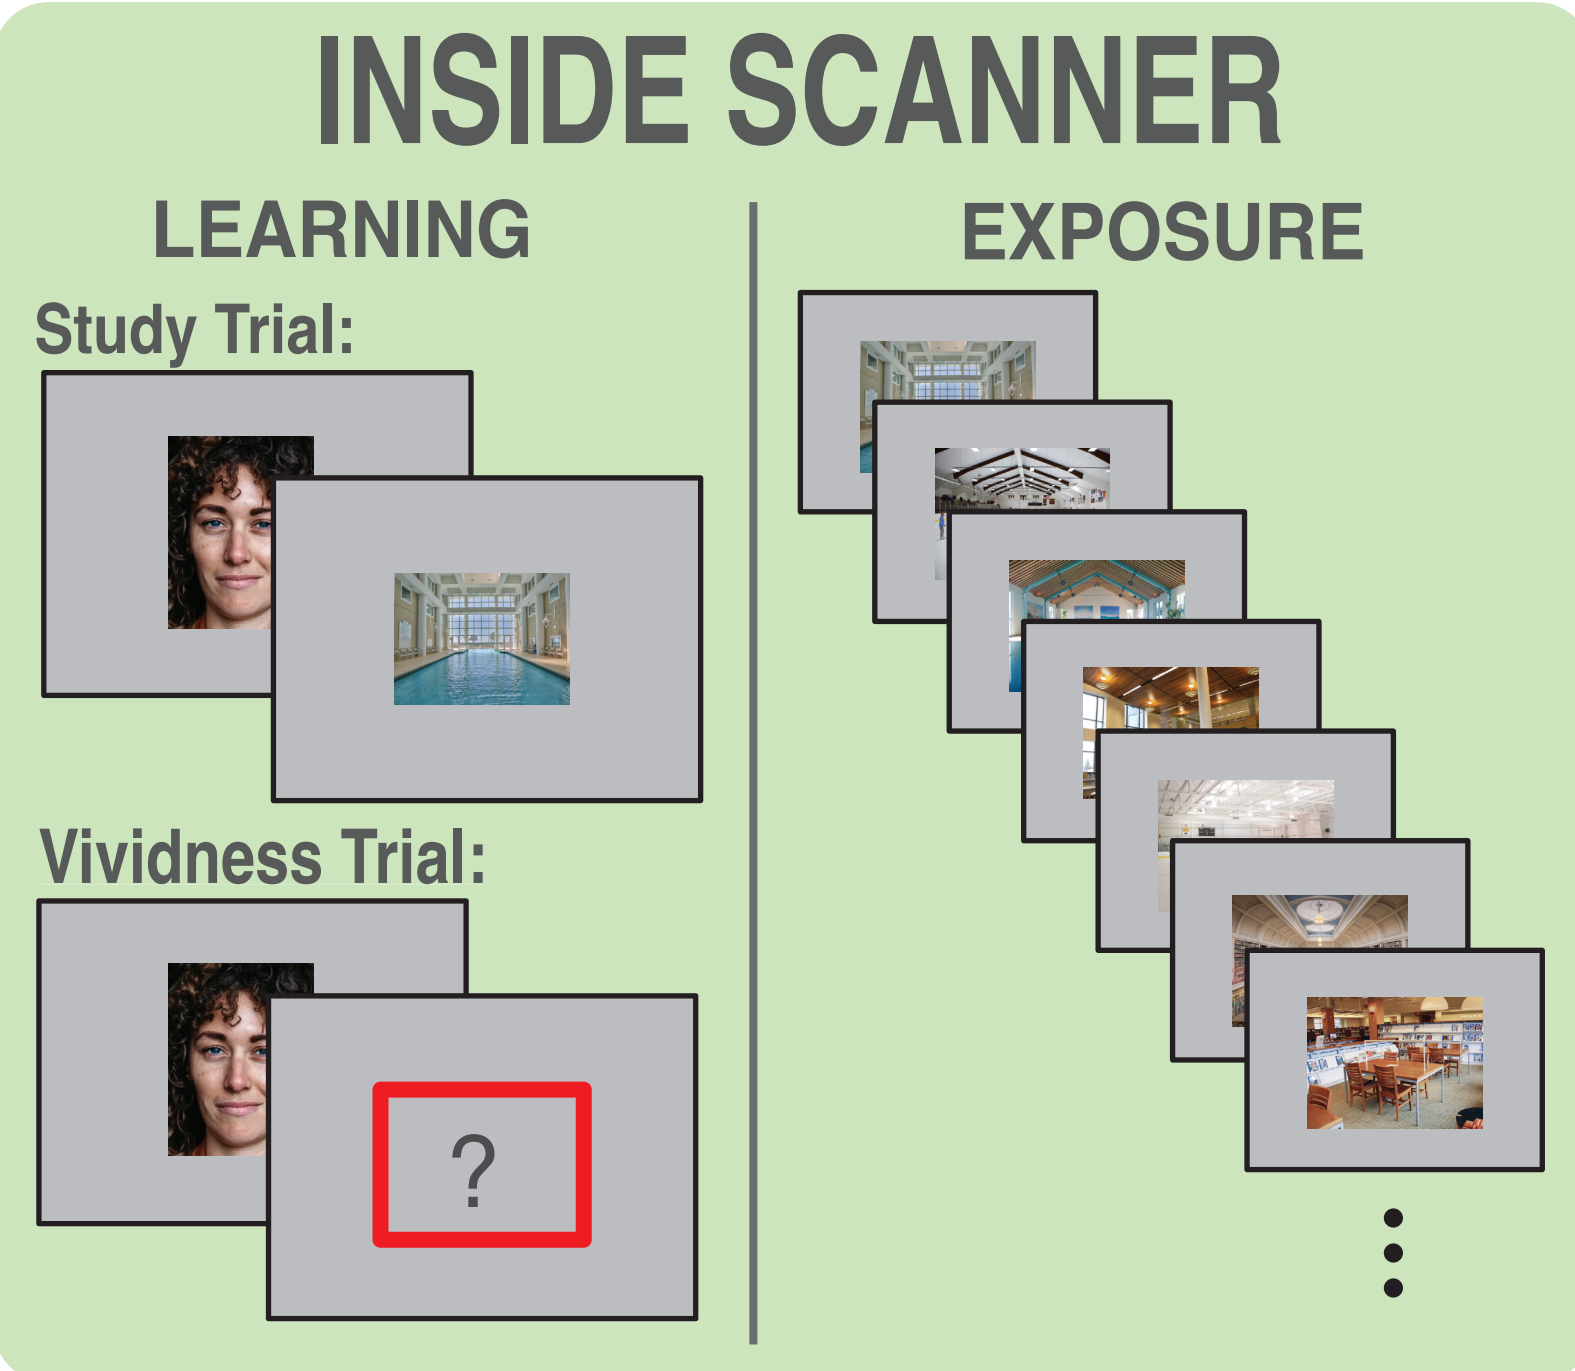 INSIDE SCANNER
LEARNING
Study Trial:
Vividness Trial:
?
EXPOSURE